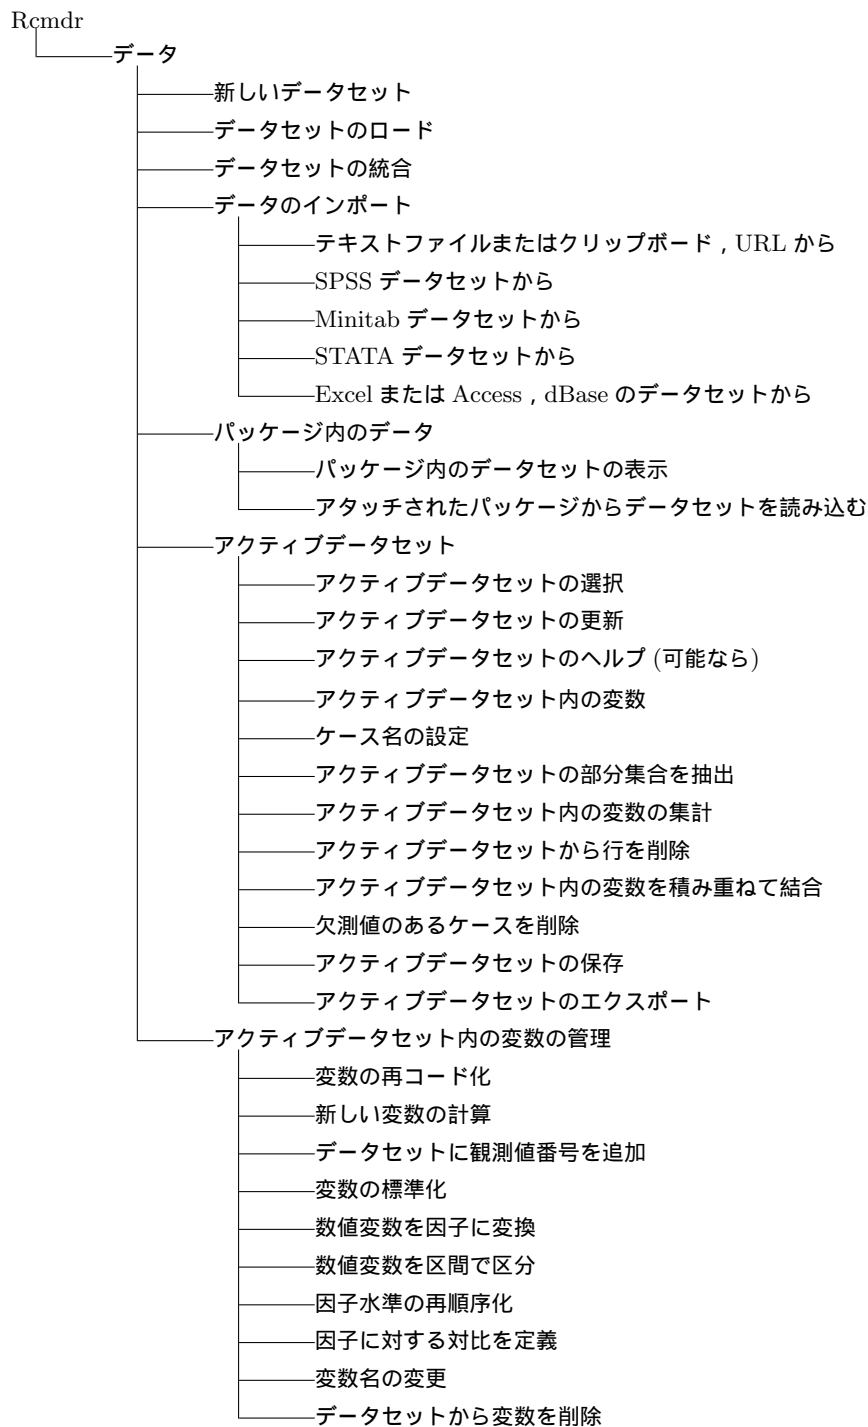 Rcmdr
データ
新しいデータセット
データセットのロード
データセットの統合
データのインポート
テキストファイルまたはクリップボード , URL から
SPSS データセットから
Minitab データセットから
STATA データセットから
Excel または Access , dBase のデータセットから
パッケージ内のデータ
パッケージ内のデータセットの表示
アタッチされたパッケージからデータセットを読み込む
アクティブデータセット
アクティブデータセットの選択
アクティブデータセットの更新
アクティブデータセットのヘルプ (可能なら)
アクティブデータセット内の変数
ケース名の設定
アクティブデータセットの部分集合を抽出
アクティブデータセット内の変数の集計
アクティブデータセットから行を削除
アクティブデータセット内の変数を積み重ねて結合
欠測値のあるケースを削除
アクティブデータセットの保存
アクティブデータセットのエクスポート
アクティブデータセット内の変数の管理
変数の再コード化
新しい変数の計算
データセットに観測値番号を追加
変数の標準化
数値変数を因子に変換
数値変数を区間で区分
因子水準の再順序化
因子に対する対比を定義
変数名の変更
データセットから変数を削除